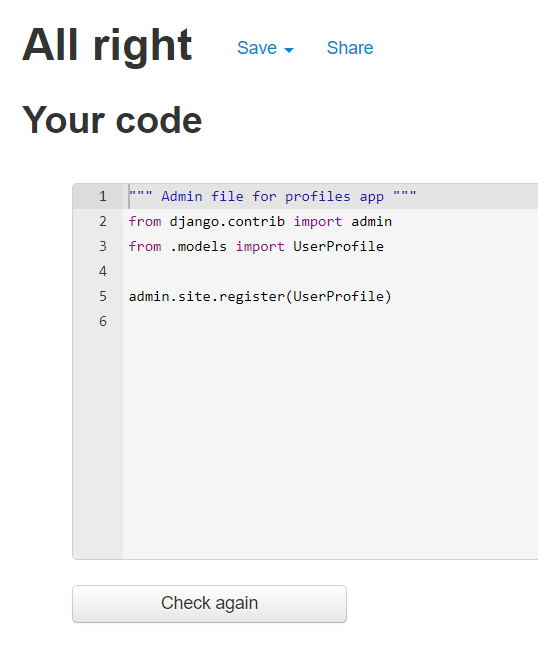 All right Save Share
Your code
1 """ Admin file for profiles app """
2 from django.contrib import admin
3 from .models import UserProfile
4
5 admin.site.register(UserProfile)
6
Check again